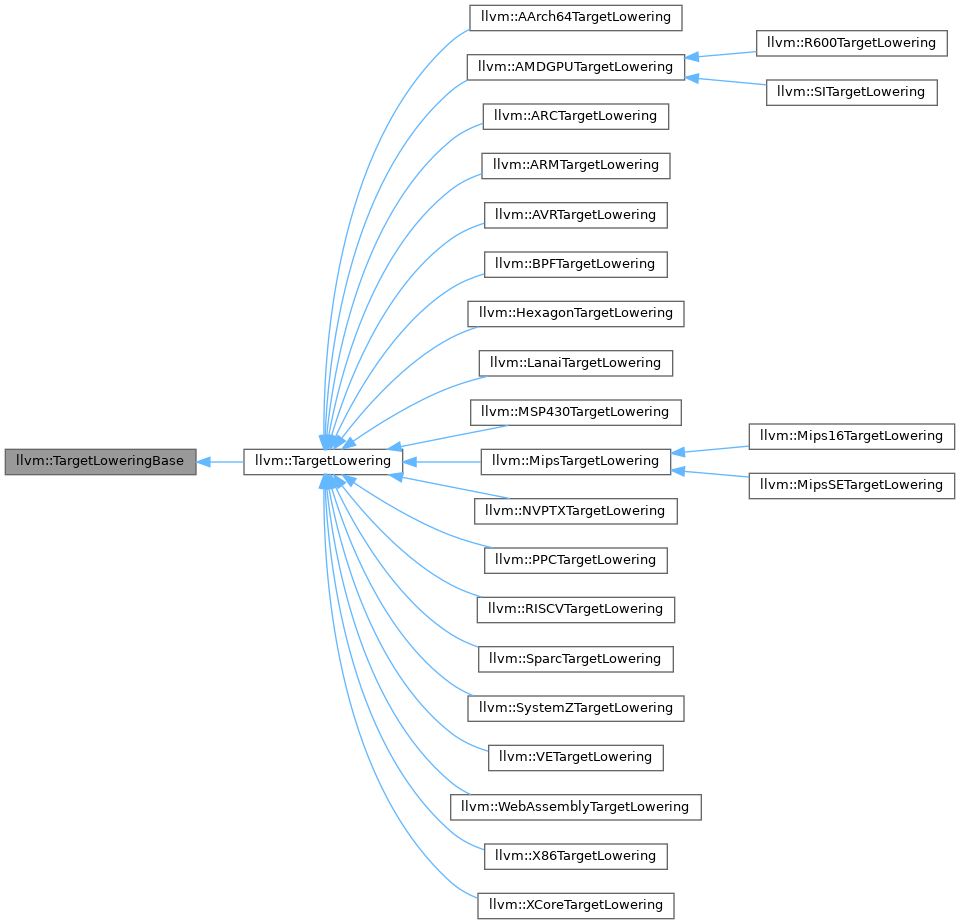 llvm::AArch64TargetLowering
llvm::R600TargetLowering
llvm::AMDGPUTargetLowering
llvm::SITargetLowering
llvm::ARCTargetLowering
llvm::ARMTargetLowering
llvm::AVRTargetLowering
llvm::BPFTargetLowering
llvm::HexagonTargetLowering
llvm::LanaiTargetLowering
llvm::MSP430TargetLowering
llvm::Mips16TargetLowering
llvm::TargetLoweringBase
llvm::TargetLowering
llvm::MipsTargetLowering
llvm::MipsSETargetLowering
llvm::NVPTXTargetLowering
llvm::PPCTargetLowering
llvm::RISCVTargetLowering
llvm::SparcTargetLowering
llvm::SystemZTargetLowering
llvm::VETargetLowering
llvm::WebAssemblyTargetLowering
llvm::X86TargetLowering
llvm::XCoreTargetLowering